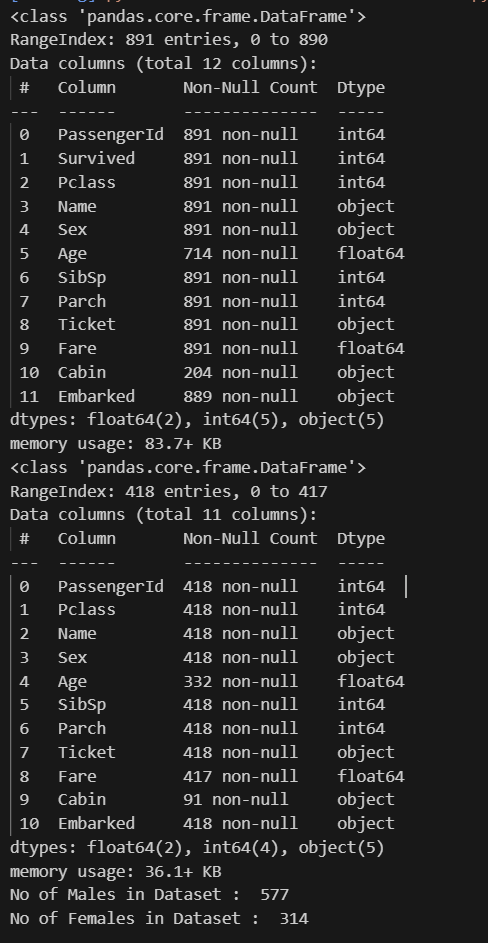 <class 'pandas.core.frame.DataFrame'>
RangeIndex: 891 entries, 0 to 890
Data columns (total 12 columns):
 #   Column       Non-Null Count  Dtype
---  ------       --------------  -----
 0   PassengerId  891 non-null    int64
 1   Survived     891 non-null    int64
 2   Pclass       891 non-null    int64
 3   Name         891 non-null    object
 4   Sex          891 non-null    object
 5   Age          714 non-null    float64
 6   SibSp        891 non-null    int64
 7   Parch        891 non-null    int64
 8   Ticket       891 non-null    object
 9   Fare         891 non-null    float64
 10  Cabin        204 non-null    object
 11  Embarked     889 non-null    object
dtypes: float64(2), int64(5), object(5)
memory usage: 83.7+ KB
<class 'pandas.core.frame.DataFrame'>
RangeIndex: 418 entries, 0 to 417
Data columns (total 11 columns):
 #   Column       Non-Null Count  Dtype
---  ------       --------------  -----
 0   PassengerId  418 non-null    int64
 1   Pclass       418 non-null    int64
 2   Name         418 non-null    object
 3   Sex          418 non-null    object
 4   Age          332 non-null    float64
 5   SibSp        418 non-null    int64
 6   Parch        418 non-null    int64
 7   Ticket       418 non-null    object
 8   Fare         417 non-null    float64
 9   Cabin        91 non-null     object
 10  Embarked     418 non-null    object
dtypes: float64(2), int64(4), object(5)
memory usage: 36.1+ KB
No of Males in Dataset :  577
No of Females in Dataset :  314